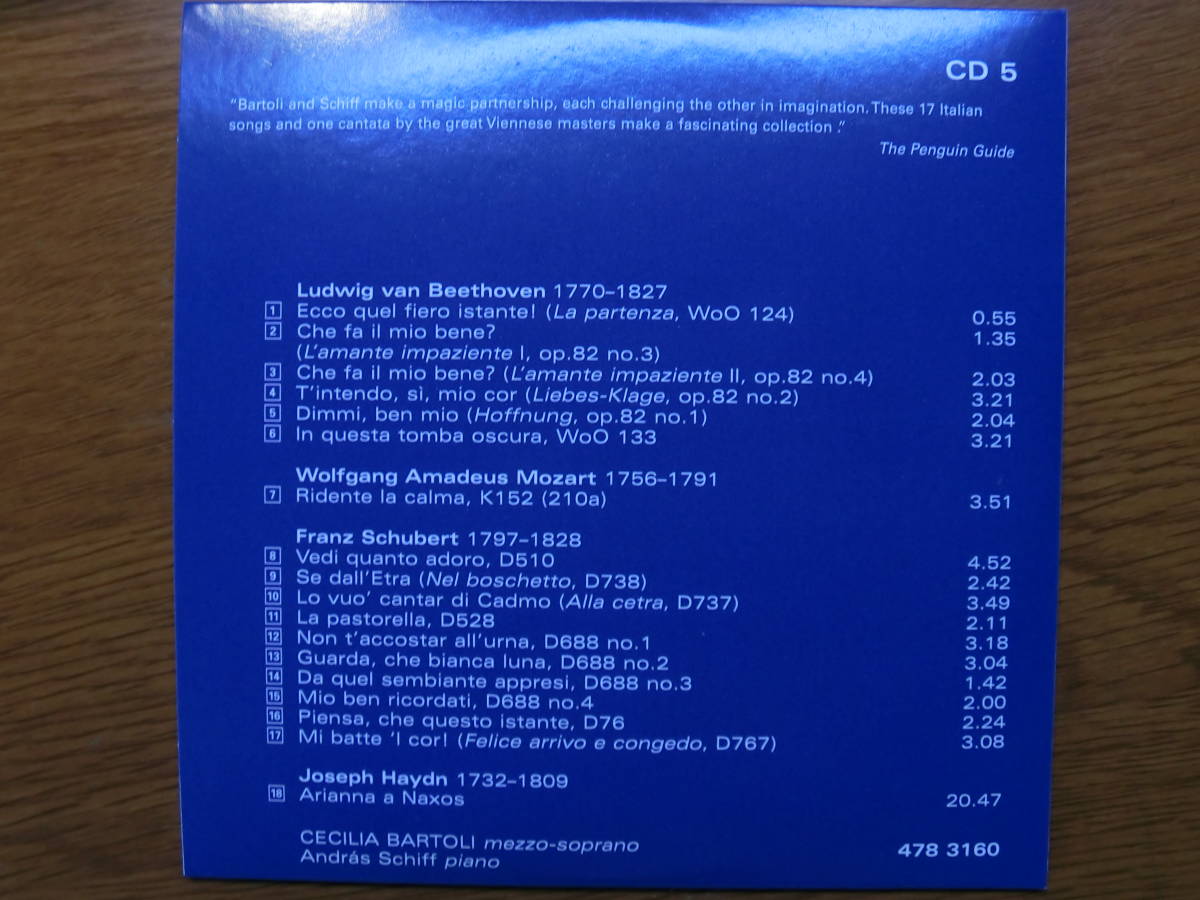 CD 5
"Bartoli and Schiff make a magic partnership, each challenging the other in imagination. These 17 Italian
songs and one cantata by the great Viennese masters make a fascinating collection ."
The Penguin Guide
Ludwig van Beethoven 1770–1827
1 Ecco quel fiero istante! (La partenza, WoO 124) 0.55
2 Che fa il mio bene? 1.35
(L'amante impaziente I, op.82 no.3)
3 Che fa il mio bene? (L'amante impaziente II, op.82 no.4) 2.03
4 T'intendo, sì, mio cor (Liebes-Klage, op.82 no.2) 3.21
5 Dimmi, ben mio (Hoffnung, op.82 no.1) 2.04
6 In questa tomba oscura, WoO 133 3.21
Wolfgang Amadeus Mozart 1756–1791
7 Ridente la calma, K152 (210a) 3.51
Franz Schubert 1797–1828
8 Vedi quanto adoro, D510 4.52
9 Se dall'Etra (Nel boschetto, D738) 2.42
10 Lo vuo' cantar di Cadmo (Alla cetra, D737) 3.49
11 La pastorella, D528 2.11
12 Non t'accostar all'urna, D688 no.1 3.18
13 Guarda, che bianca luna, D688 no.2 3.04
14 Da quel sembiante appresi, D688 no.3 1.42
15 Mio ben ricordati, D688 no.4 2.00
16 Piensa, che questo istante, D76 2.24
17 Mi batte 'l cor! (Felice arrivo e congedo, D767) 3.08
Joseph Haydn 1732–1809
18 Arianna a Naxos 20.47
CECILIA BARTOLI mezzo-soprano
András Schiff piano
478 3160